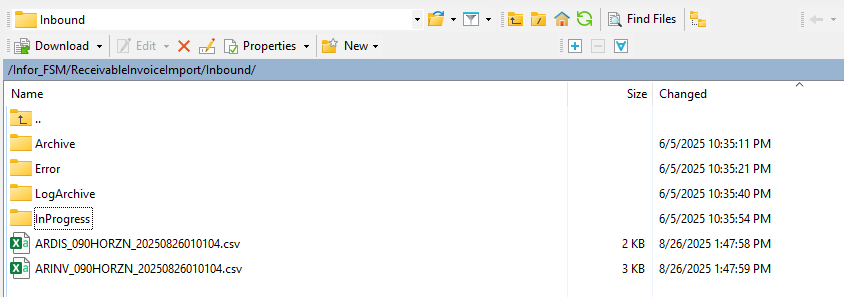 Inbound Find Files
Download Edit Properties New
/Infor_FSM/ReceivableInvoiceImport/Inbound/
Name Size Changed
..
Archive 6/5/2025 10:35:11 PM
Error 6/5/2025 10:35:21 PM
LogArchive 6/5/2025 10:35:40 PM
InProgress 6/5/2025 10:35:54 PM
ARDIS_090HORZN_20250826010104.csv 2 KB 8/26/2025 1:47:58 PM
ARINV_090HORZN_20250826010104.csv 3 KB 8/26/2025 1:47:59 PM